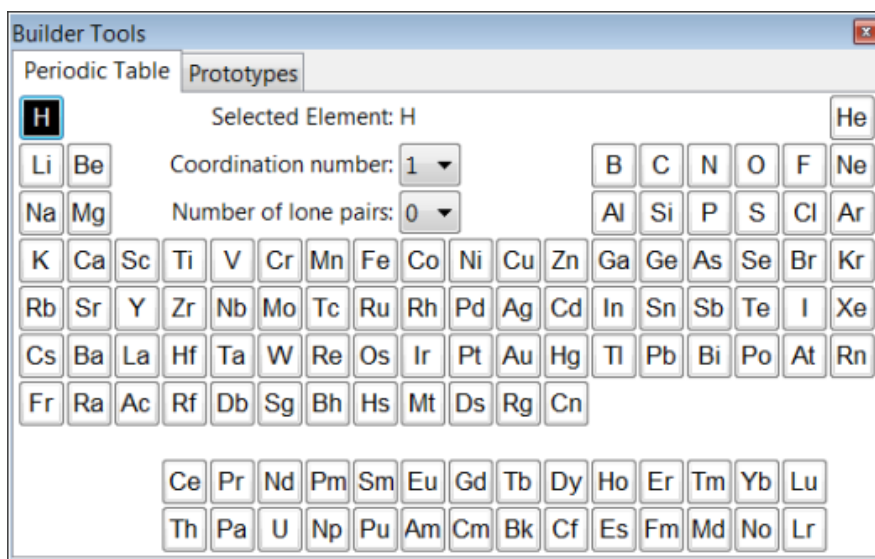 Builder Tools
Periodic Table Prototypes
H Selected Element: H He
Li Be Coordination number: 1 B C N O F Ne
Na Mg Number of lone pairs: 0 Al Si P S Cl Ar
K Ca Sc Ti V Cr Mn Fe Co Ni Cu Zn Ga Ge As Se Br Kr
Rb Sr Y Zr Nb Mo Tc Ru Rh Pd Ag Cd In Sn Sb Te I Xe
Cs Ba La Hf Ta W Re Os Ir Pt Au Hg Tl Pb Bi Po At Rn
Fr Ra Ac Rf Db Sg Bh Hs Mt Ds Rg Cn
Ce Pr Nd Pm Sm Eu Gd Tb Dy Ho Er Tm Yb Lu
Th Pa U Np Pu Am Cm Bk Cf Es Fm Md No Lr